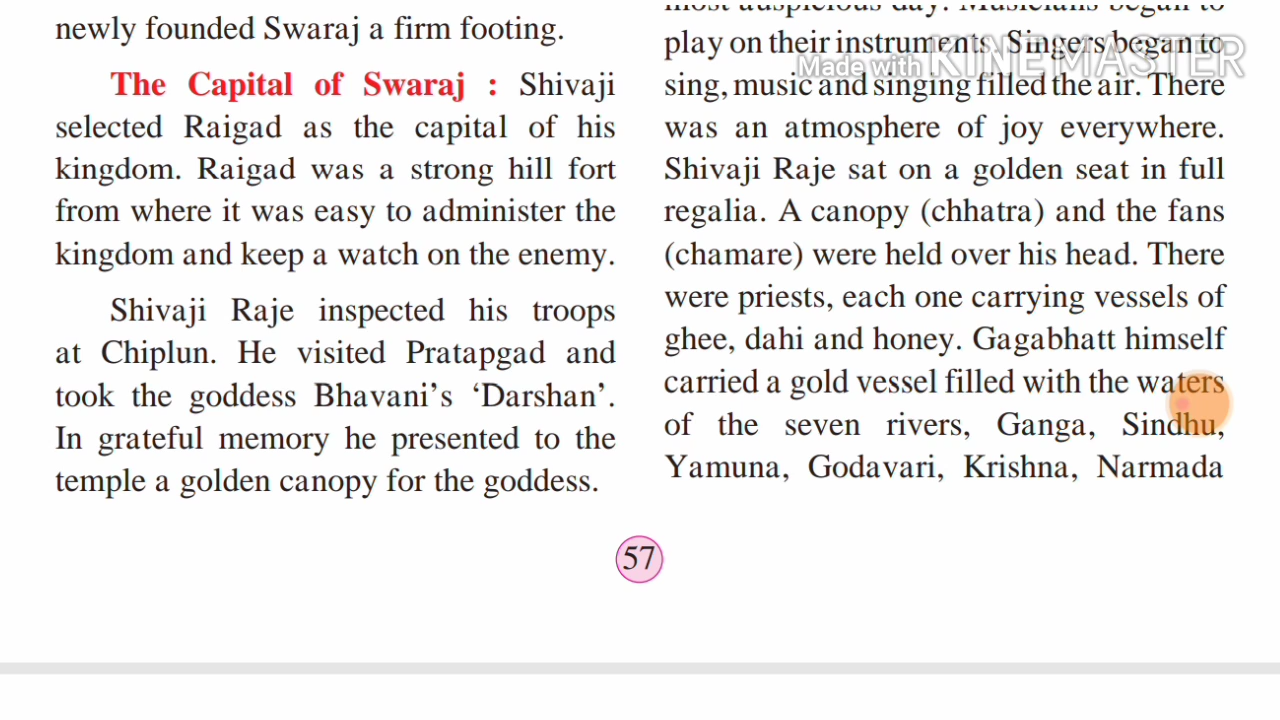 newly founded Swaraj a firm footing.
The Capital of Swaraj : Shivaji
selected Raigad as the capital of his
kingdom. Raigad was a strong hill fort
from where it was easy to administer the
kingdom and keep a watch on the enemy.
Shivaji Raje inspected his troops
at Chiplun. He visited Pratapgad and
took the goddess Bhavani's ‘Darshan’.
In grateful memory he presented to the
temple a golden canopy for the goddess.
most auspicious day. Musicians began to
play on their instruments. Singers began to
sing, music and singing filled the air. There
was an atmosphere of joy everywhere.
Shivaji Raje sat on a golden seat in full
regalia. A canopy (chhatra) and the fans
(chamare) were held over his head. There
were priests, each one carrying vessels of
ghee, dahi and honey. Gagabhatt himself
carried a gold vessel filled with the waters
of the seven rivers, Ganga, Sindhu,
Yamuna, Godavari, Krishna, Narmada
57
Made with KINEMASTER